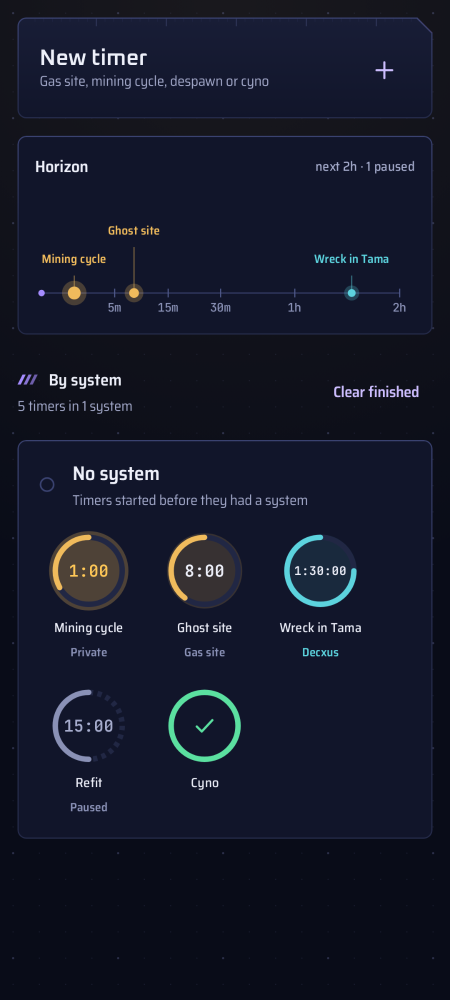 New timer
Gas site, mining cycle, despawn or cyno
Horizon
next 2h · 1 paused
Ghost site
Mining cycle
Wreck in Tama
5m
15m
30m
1h
2h
By system
5 timers in 1 system
Clear finished
No system
Timers started before they had a system
1:00
8:00
1:30:00
Mining cycle
Ghost site
Wreck in Tama
Private
Gas site
Decxus
15:00
Refit
Cyno
Paused